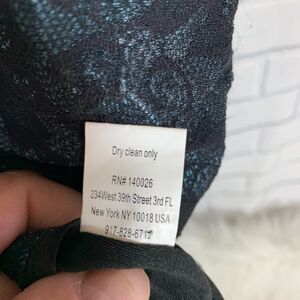 Dry clean only
RN# 140026
234West 39th Street 3rd FL
New York NY 10018 USA
917-828-6712